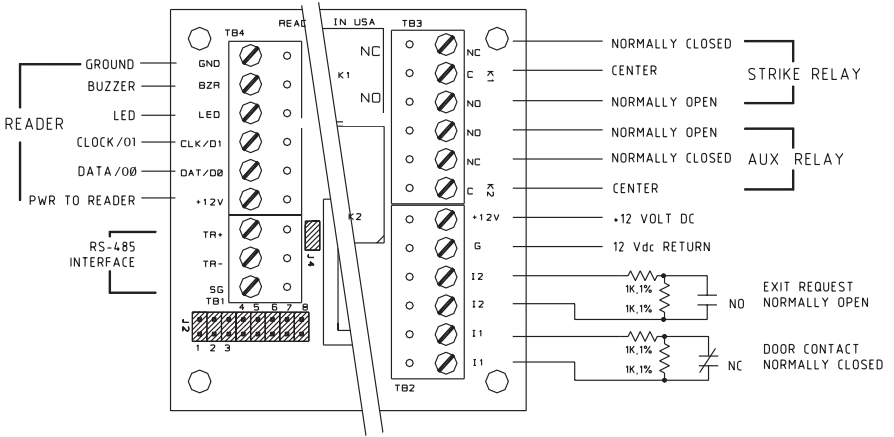 READ IN USA
TB4
TB3
GROUND GND
BUZZER BZR
LED LED
READER
CLOCK/01 CLK/D1
DATA/00 DAT/D0
PWR TO READER +12V
RS-485
INTERFACE
TR+
TR-
SG
TB1
J4
J2
4 5 6 7 8
1 2 3
NC
K1
NO
K2
NC NORMALLY CLOSED
C K1 CENTER
NO NORMALLY OPEN
STRIKE RELAY
NO NORMALLY OPEN
NC NORMALLY CLOSED
C K2 CENTER
AUX RELAY
+12V +12 VOLT DC
G 12 Vdc RETURN
I2
I2
1K,1%
1K,1%
NO
EXIT REQUEST
NORMALLY OPEN
I1
I1
1K,1%
1K,1%
NC
DOOR CONTACT
NORMALLY CLOSED
TB2